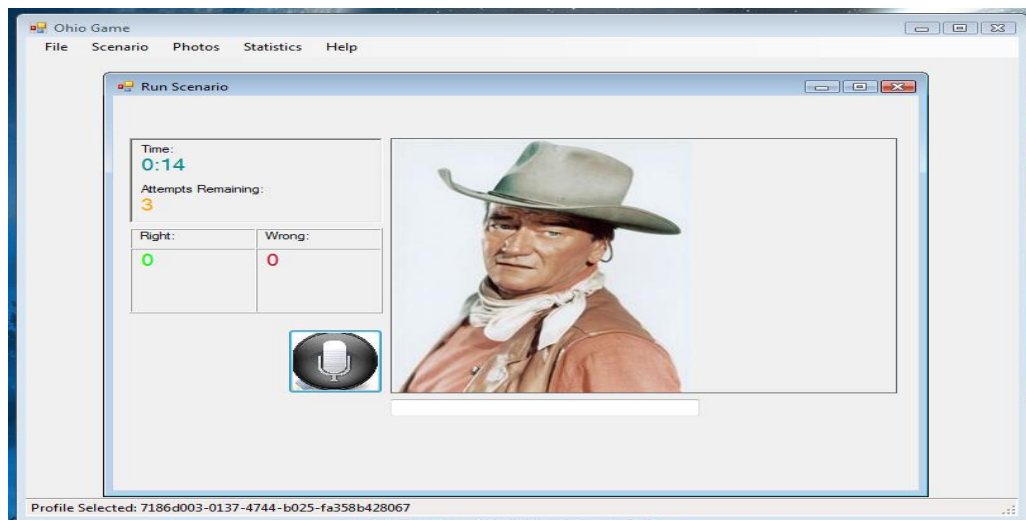 Ohio Game
File Scenario Photos Statistics Help
Run Scenario
Time:
0:14
Attempts Remaining:
3
Right: Wrong:
0 0
Profile Selected: 7186d003-0137-4744-b025-fa358b428067